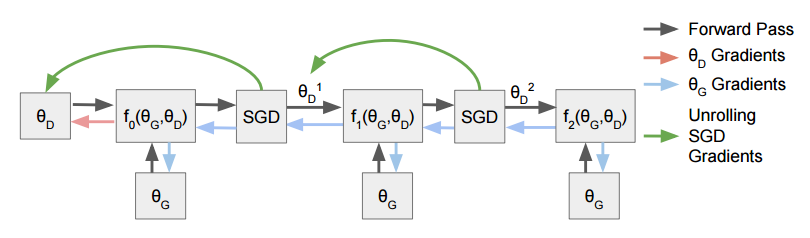 θD
f0(θG,θD)
SGD
θD1
f1(θG,θD)
SGD
θD2
f2(θG,θD)
θG
θG
θG
Forward Pass
θD Gradients
θG Gradients
Unrolling
SGD
Gradients